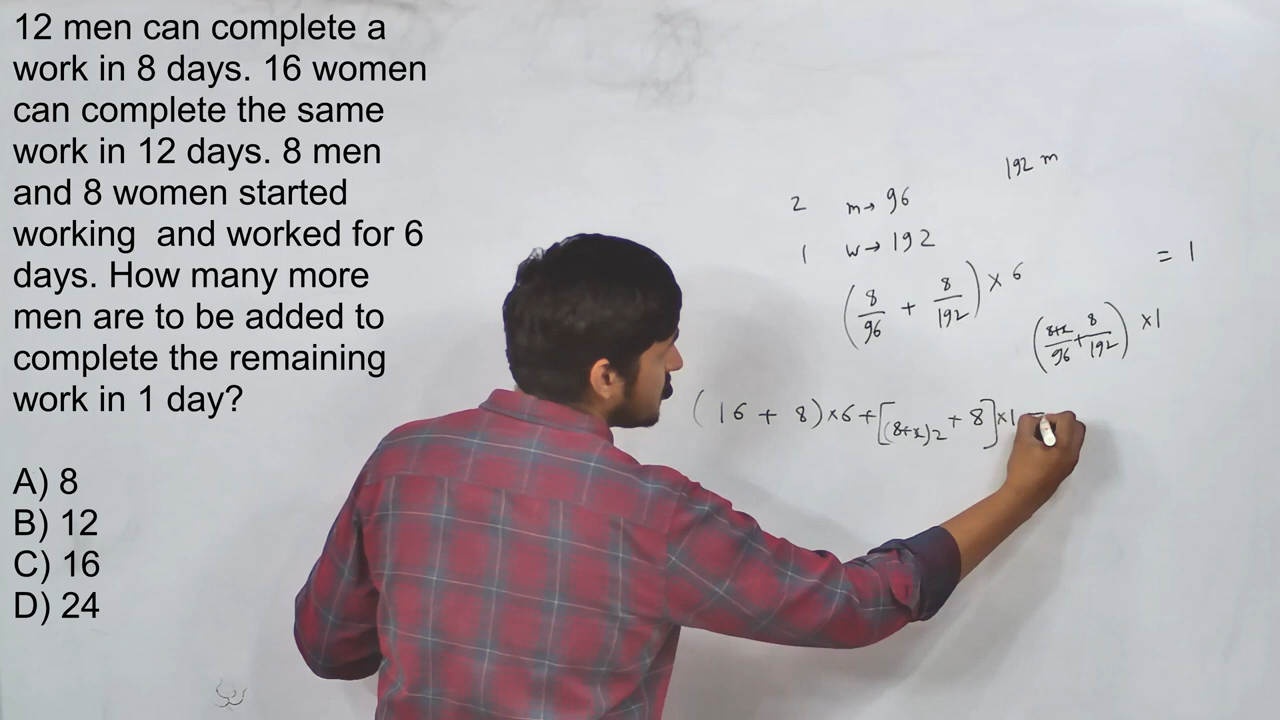 12 men can complete a
work in 8 days. 16 women
can complete the same
work in 12 days. 8 men
and 8 women started
working and worked for 6
days. How many more
men are to be added to
complete the remaining
work in 1 day?
A) 8
B) 12
C) 16
D) 24
192 m
2 m → 96
1 w → 192
(8/96 + 8/192) × 6 = 1
(8+x/96 + 8/192) × 1
(16 + 8) × 6 + [(8+x)2 + 8] × 1 =